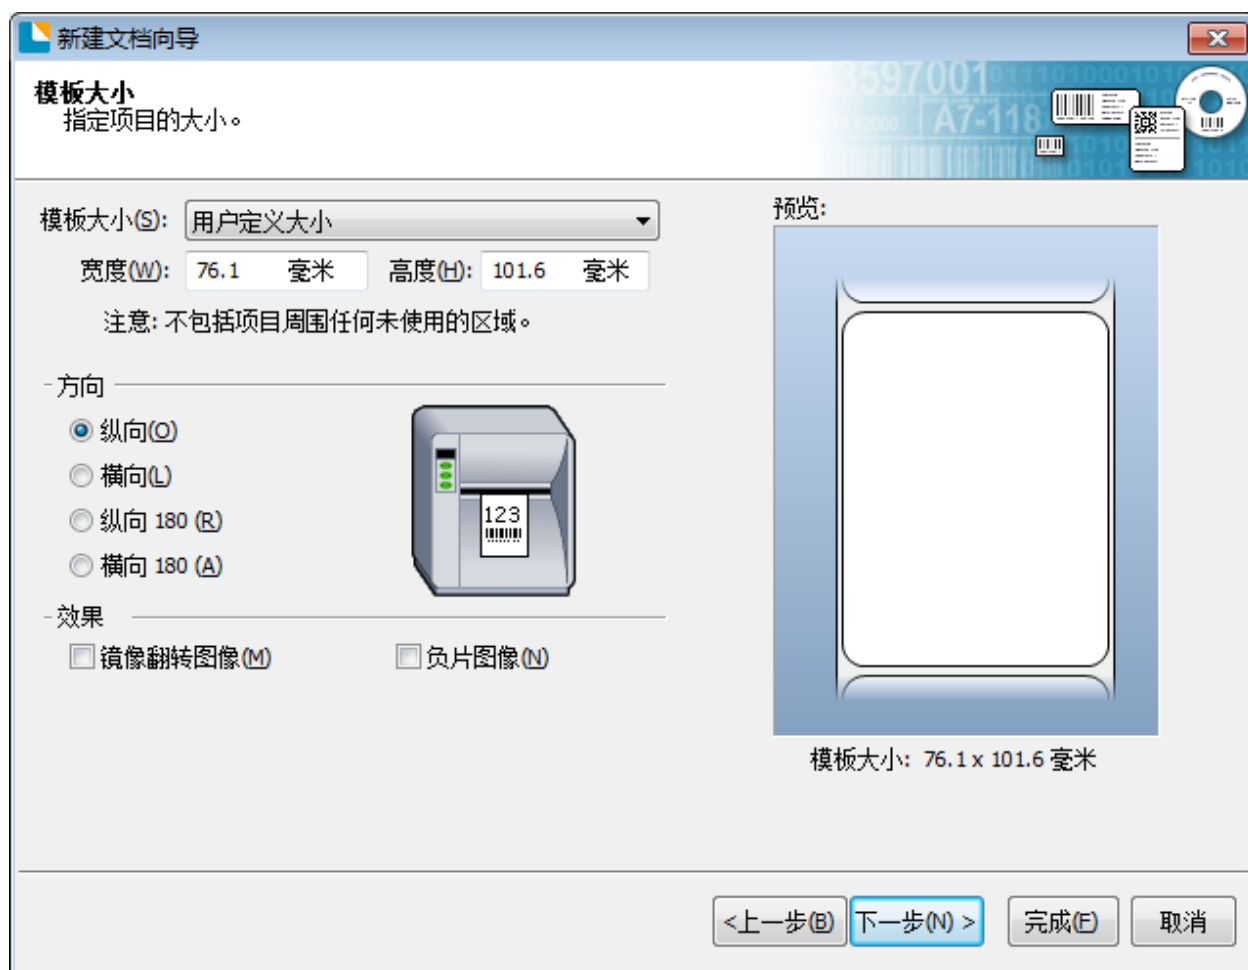 新建文档向导
模板大小
指定项目的大小。
43597001
A7-118
模板大小(S): 用户定义大小
宽度(W): 76.1 毫米 高度(H): 101.6 毫米
注意: 不包括项目周围任何未使用的区域。
方向
纵向(O)
横向(L)
纵向 180 (R)
横向 180 (A)
123
效果
镜像翻转图像(M) 负片图像(N)
预览:
模板大小: 76.1 x 101.6 毫米
<上一步(B) 下一步(N) > 完成(F) 取消